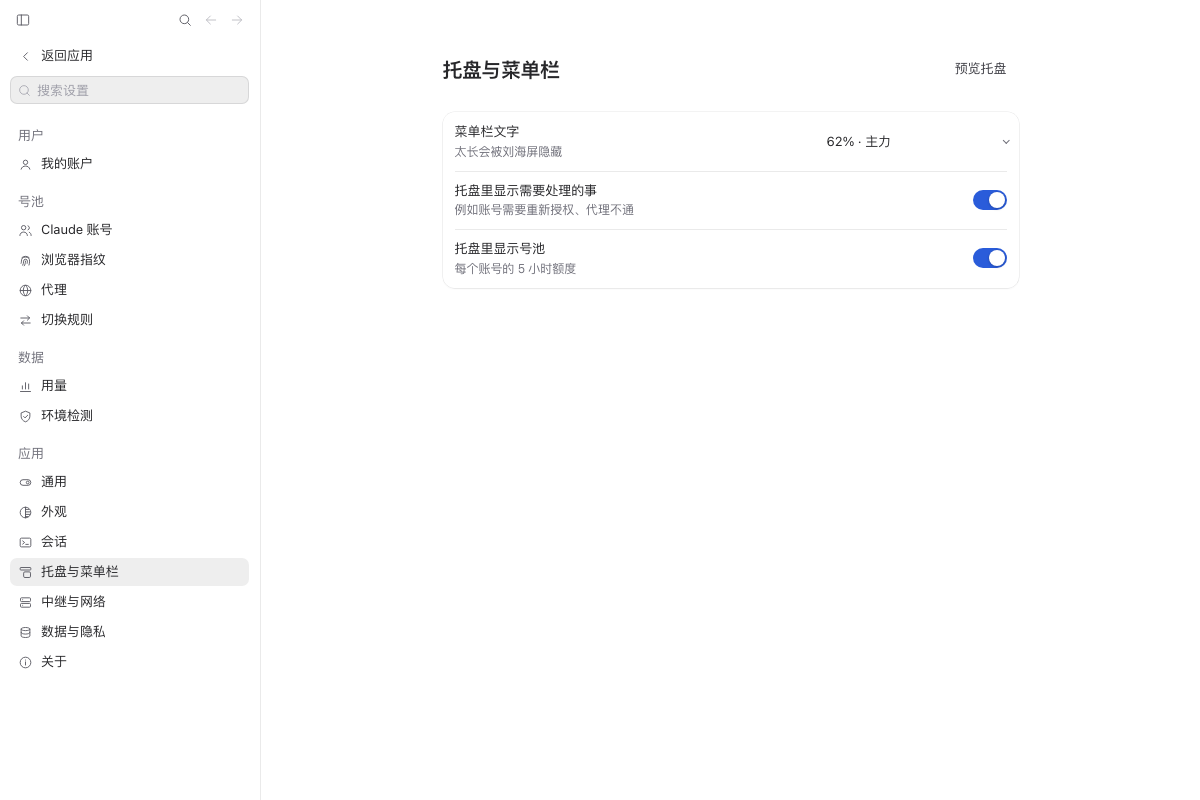 返回应用
搜索设置
用户
我的账户
号池
Claude 账号
浏览器指纹
代理
切换规则
数据
用量
环境检测
应用
通用
外观
会话
托盘与菜单栏
中继与网络
数据与隐私
关于
托盘与菜单栏
预览托盘
菜单栏文字
太长会被刘海屏隐藏
62% · 主力
托盘里显示需要处理的事
例如账号需要重新授权、代理不通
托盘里显示号池
每个账号的 5 小时额度